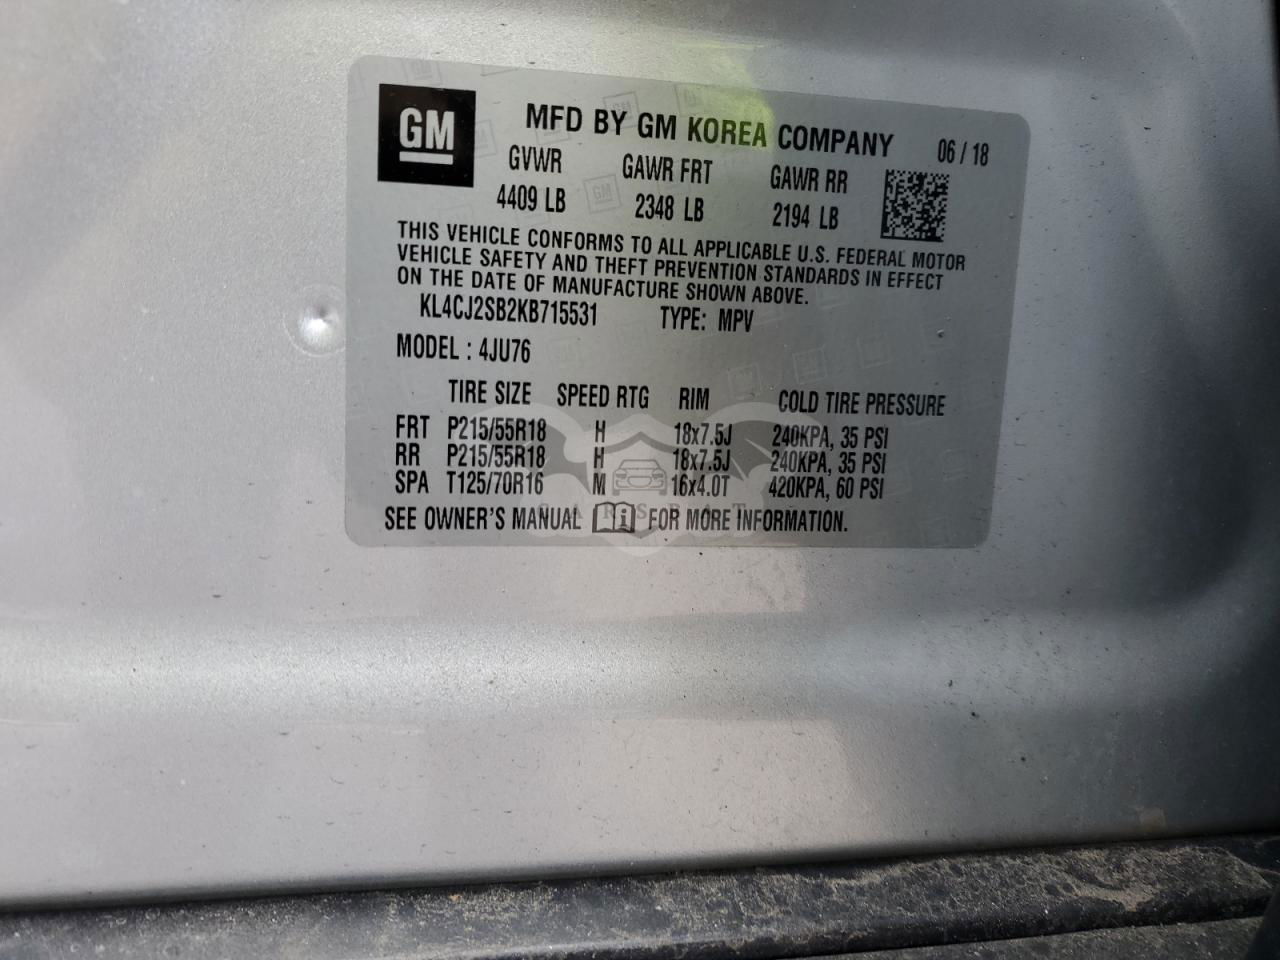 GM
MFD BY GM KOREA COMPANY 06 / 18
GVWR GAWR FRT GAWR RR
4409 LB 2348 LB 2194 LB
THIS VEHICLE CONFORMS TO ALL APPLICABLE U.S. FEDERAL MOTOR
VEHICLE SAFETY AND THEFT PREVENTION STANDARDS IN EFFECT
ON THE DATE OF MANUFACTURE SHOWN ABOVE.
KL4CJ2SB2KB715531 TYPE: MPV
MODEL : 4JU76
TIRE SIZE SPEED RTG RIM COLD TIRE PRESSURE
FRT P215/55R18 H 18x7.5J 240KPA, 35 PSI
RR P215/55R18 H 18x7.5J 240KPA, 35 PSI
SPA T125/70R16 M 16x4.0T 420KPA, 60 PSI
CARSBAT
SEE OWNER'S MANUAL i FOR MORE INFORMATION.